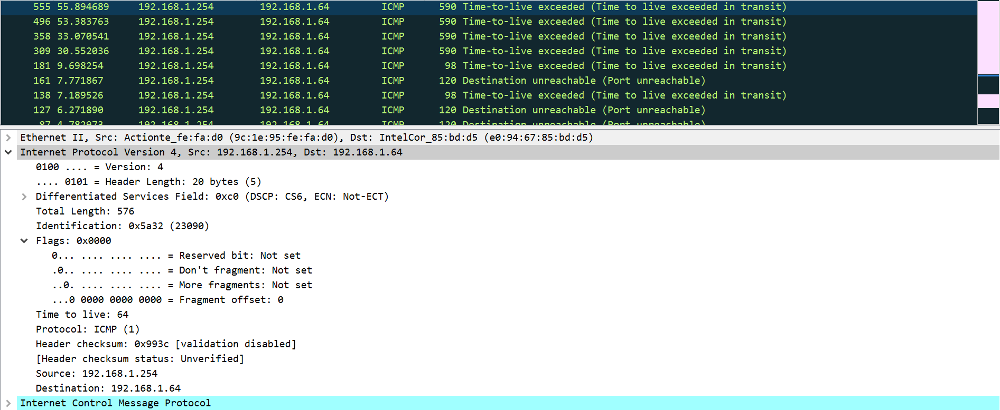 555 55.894689 192.168.1.254 192.168.1.64 ICMP 590 Time-to-live exceeded (Time to live exceeded in transit)
496 53.383763 192.168.1.254 192.168.1.64 ICMP 590 Time-to-live exceeded (Time to live exceeded in transit)
358 33.070541 192.168.1.254 192.168.1.64 ICMP 590 Time-to-live exceeded (Time to live exceeded in transit)
309 30.552036 192.168.1.254 192.168.1.64 ICMP 590 Time-to-live exceeded (Time to live exceeded in transit)
181 9.698254 192.168.1.254 192.168.1.64 ICMP 98 Time-to-live exceeded (Time to live exceeded in transit)
161 7.771867 192.168.1.254 192.168.1.64 ICMP 120 Destination unreachable (Port unreachable)
138 7.189526 192.168.1.254 192.168.1.64 ICMP 98 Time-to-live exceeded (Time to live exceeded in transit)
127 6.271890 192.168.1.254 192.168.1.64 ICMP 120 Destination unreachable (Port unreachable)
87 4.782973 192.168.1.254 192.168.1.64 ICMP 120 Destination unreachable (Port unreachable)
Ethernet II, Src: Actionte_fe:fa:d0 (9c:1e:95:fe:fa:d0), Dst: IntelCor_85:bd:d5 (e0:94:67:85:bd:d5)
Internet Protocol Version 4, Src: 192.168.1.254, Dst: 192.168.1.64
0100 .... = Version: 4
.... 0101 = Header Length: 20 bytes (5)
Differentiated Services Field: 0xc0 (DSCP: CS6, ECN: Not-ECT)
Total Length: 576
Identification: 0x5a32 (23090)
Flags: 0x0000
0... .... .... .... = Reserved bit: Not set
.0.. .... .... .... = Don't fragment: Not set
..0. .... .... .... = More fragments: Not set
...0 0000 0000 0000 = Fragment offset: 0
Time to live: 64
Protocol: ICMP (1)
Header checksum: 0x993c [validation disabled]
[Header checksum status: Unverified]
Source: 192.168.1.254
Destination: 192.168.1.64
Internet Control Message Protocol